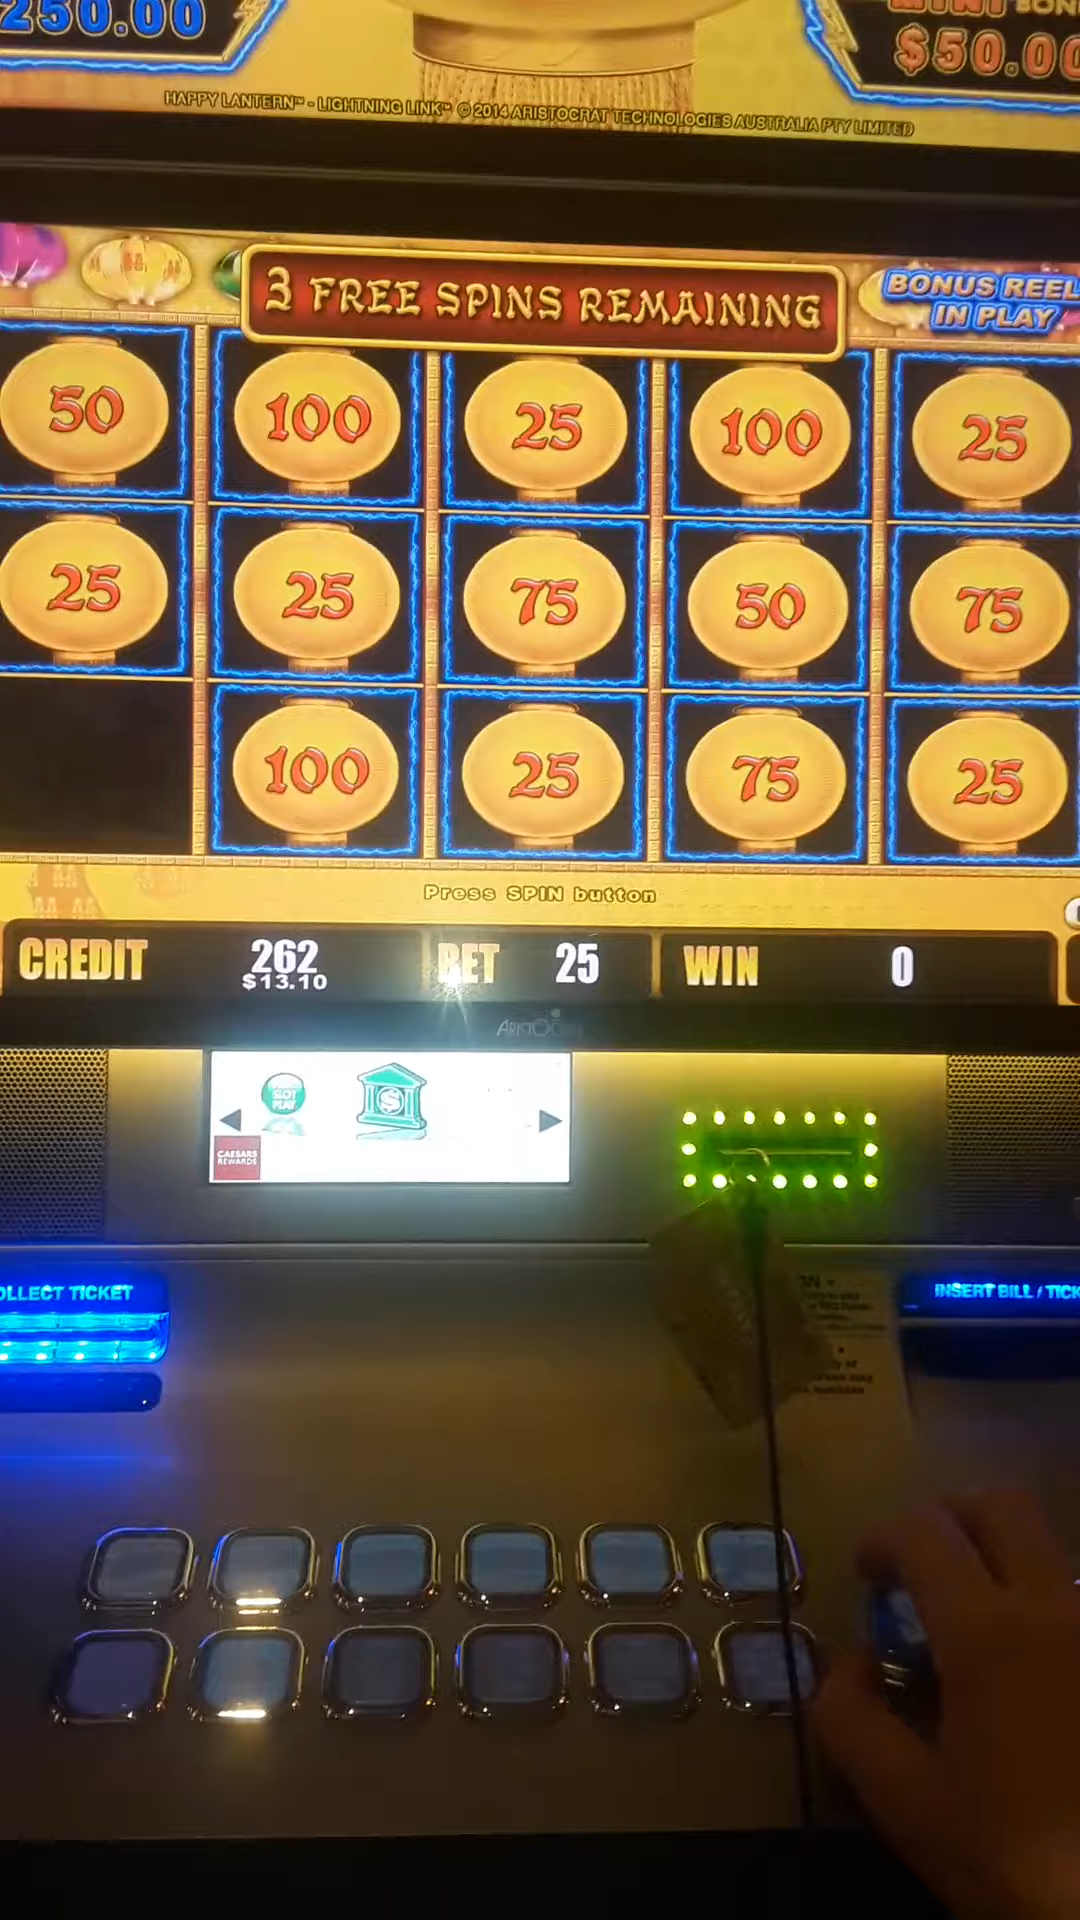 250.00
MINI BONU
$50.00
HAPPY LANTERN™ - LIGHTNING LINK™ © 2014 ARISTOCRAT TECHNOLOGIES AUSTRALIA PTY LIMITED
3 FREE SPINS REMAINING
BONUS REEL
IN PLAY
50 100 25 100 25
25 25 75 50 75
100 25 75 25
Press SPIN button
CREDIT 262 BET 25 WIN 0
$13.10
SLOT
PLAY
$
CAESARS
REWARDS
OLLECT TICKET
INSERT BILL / TICK